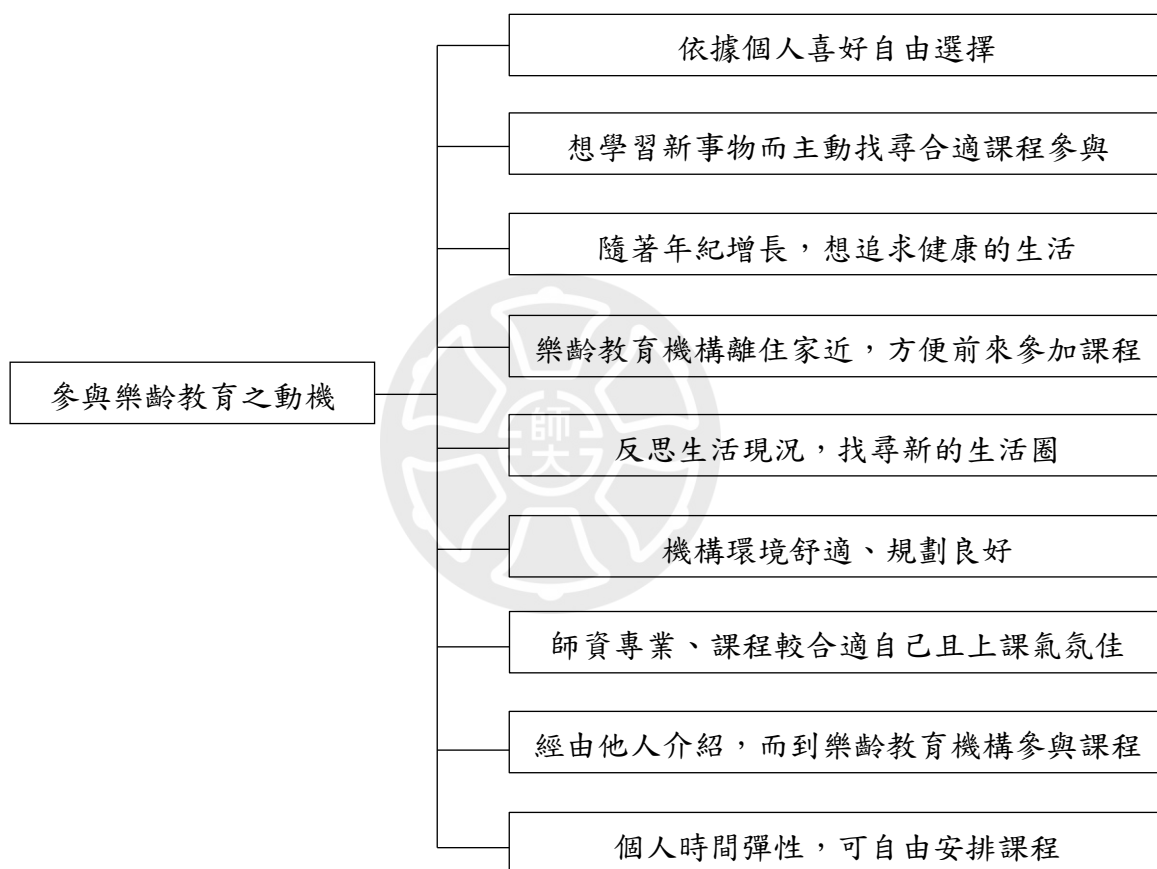 依據個人喜好自由選擇
想學習新事物而主動找尋合適課程參與
隨著年紀增長，想追求健康的生活
樂齡教育機構離住家近，方便前來參加課程
參與樂齡教育之動機
師大
反思生活現況，找尋新的生活圈
機構環境舒適、規劃良好
師資專業、課程較合適自己且上課氣氛佳
經由他人介紹，而到樂齡教育機構參與課程
個人時間彈性，可自由安排課程